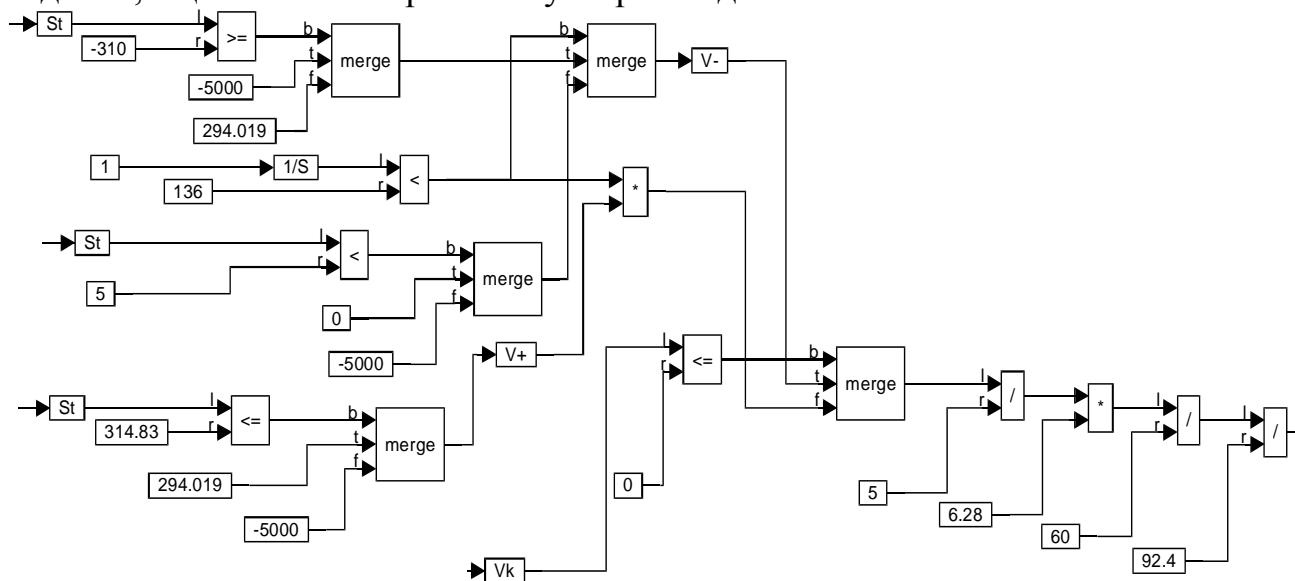 St
l
r
>=
-310
b
t
f
merge
-5000
294.019
b
t
f
merge
V-
1
1/S
l
r
<
136
*
St
l
r
<
5
b
t
f
merge
0
-5000
V+
St
l
r
<=
314.83
b
t
f
merge
294.019
-5000
l
r
<=
0
Vk
b
t
f
merge
l
r
/
5
*
6.28
l
r
/
60
l
r
/
92.4